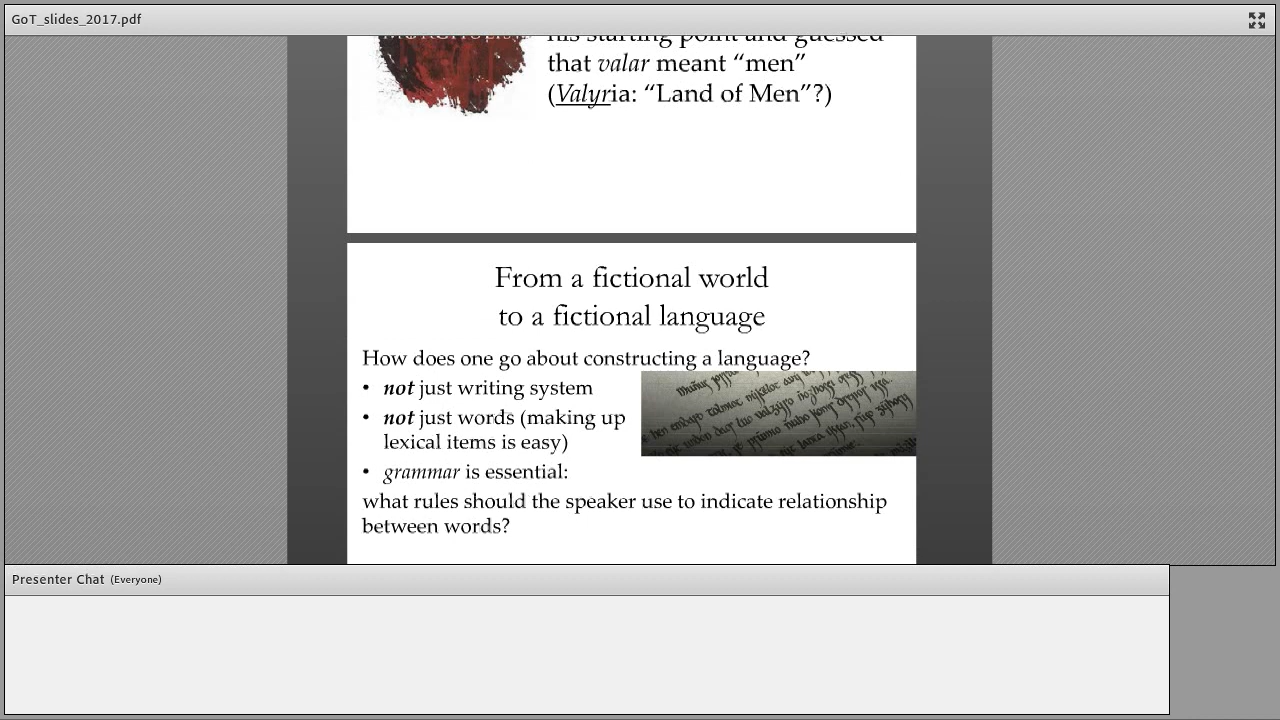 GoT_slides_2017.pdf
his starting point and guessed
that valar meant “men”
(Valyria: “Land of Men”?)
From a fictional world
to a fictional language
How does one go about constructing a language?
• not just writing system
• not just words (making up
lexical items is easy)
• grammar is essential:
what rules should the speaker use to indicate relationship
between words?
Presenter Chat (Everyone)